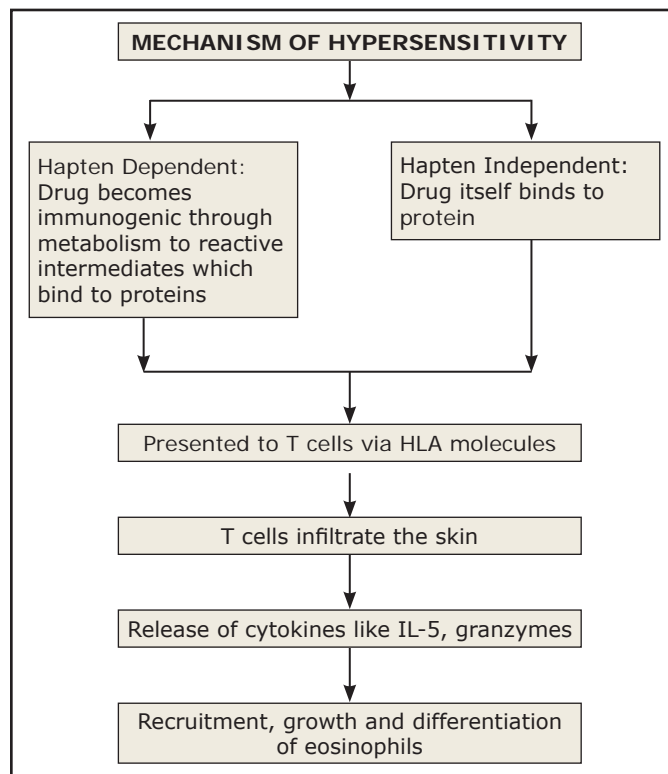 MECHANISM OF HYPERSENSITIVITY
Hapten Dependent:
Drug becomes
immunogenic through
metabolism to reactive
intermediates which
bind to proteins
Hapten Independent:
Drug itself binds to
protein
Presented to T cells via HLA molecules
T cells infiltrate the skin
Release of cytokines like IL-5, granzymes
Recruitment, growth and differentiation
of eosinophils